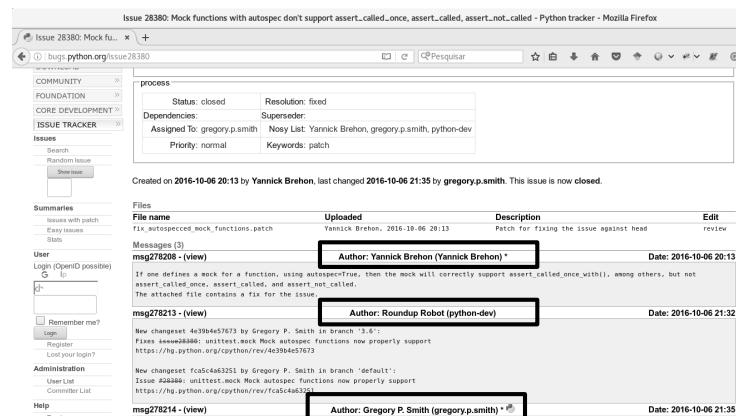 Issue 28380: Mock functions with autospec don't support assert_called_once, assert_called, assert_not_called - Python tracker - Mozilla Firefox
Issue 28380: Mock fu... × +
bugs.python.org/issue28380
Pesquisar
COMMUNITY »
FOUNDATION »
CORE DEVELOPMENT »
ISSUE TRACKER »
Issues
Search
Random Issue
Show issue
Summaries
Issues with patch
Easy issues
Stats
User
Login (OpenID possible)
Remember me?
Login
Register
Lost your login?
Administration
User List
Committer List
Help
process
Status: closed Resolution: fixed
Dependencies: Superseder:
Assigned To: gregory.p.smith Nosy List: Yannick Brehon, gregory.p.smith, python-dev
Priority: normal Keywords: patch
Created on 2016-10-06 20:13 by Yannick Brehon, last changed 2016-10-06 21:35 by gregory.p.smith. This issue is now closed.
Files
File name Uploaded Description Edit
fix_autospecced_mock_functions.patch Yannick Brehon, 2016-10-06 20:13 Patch for fixing the issue against head review
Messages (3)
msg278208 - (view) Author: Yannick Brehon (Yannick Brehon) * Date: 2016-10-06 20:13
If one defines a mock for a function, using autospec=True, then the mock will correctly support assert_called_once_with(), among others, but not
assert_called_once, assert_called, and assert_not_called.
The attached file contains a fix for the issue.
msg278213 - (view) Author: Roundup Robot (python-dev) Date: 2016-10-06 21:32
New changeset 4e39b4e57673 by Gregory P. Smith in branch '3.6':
Fixes issue28380: unittest.mock Mock autospec functions now properly support
https://hg.python.org/cpython/rev/4e39b4e57673
New changeset fca5c4a63251 by Gregory P. Smith in branch 'default':
Issue #28380: unittest.mock Mock autospec functions now properly support
https://hg.python.org/cpython/rev/fca5c4a63251
msg278214 - (view) Author: Gregory P. Smith (gregory.p.smith) * Date: 2016-10-06 21:35